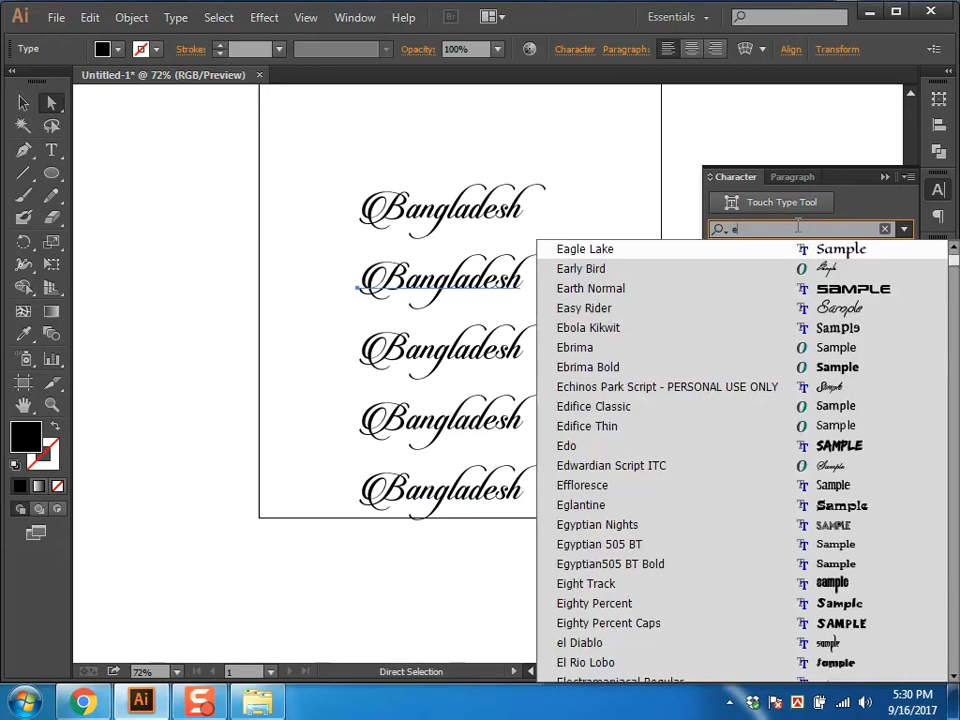 Ai File Edit Object Type Select Effect View Window Help Br Essentials
Type Stroke: Opacity: 100% Character Paragraph: Align Transform
Untitled-1* @ 72% (RGB/Preview) ×
Bangladesh
Bangladesh
Bangladesh
Bangladesh
Bangladesh
Character Paragraph
Touch Type Tool
e
Eagle Lake Sample
Early Bird Sample
Earth Normal SAMPLE
Easy Rider Sample
Ebola Kikwit Sample
Ebrima Sample
Ebrima Bold Sample
Echinos Park Script - PERSONAL USE ONLY Sample
Edifice Classic Sample
Edifice Thin Sample
Edo SAMPLE
Edwardian Script ITC Sample
Effloresce Sample
Eglantine Sample
Egyptian Nights SAMPLE
Egyptian 505 BT Sample
Egyptian505 BT Bold Sample
Eight Track sample
Eighty Percent Sample
Eighty Percent Caps SAMPLE
el Diablo sample
El Rio Lobo sample
Electramaniacal Regular
72% 1 Direct Selection
Ai S 5:30 PM
9/16/2017